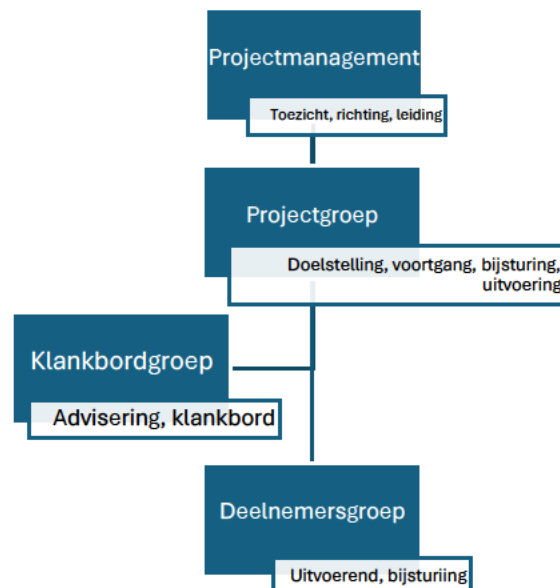 Projectmanagement
Toezicht, richting, leiding
Projectgroep
Doelstelling, voortgang, bijsturing,
uitvoering
Klankbordgroep
Advisering, klankbord
Deelnemersgroep
Uitvoerend, bijsturiing